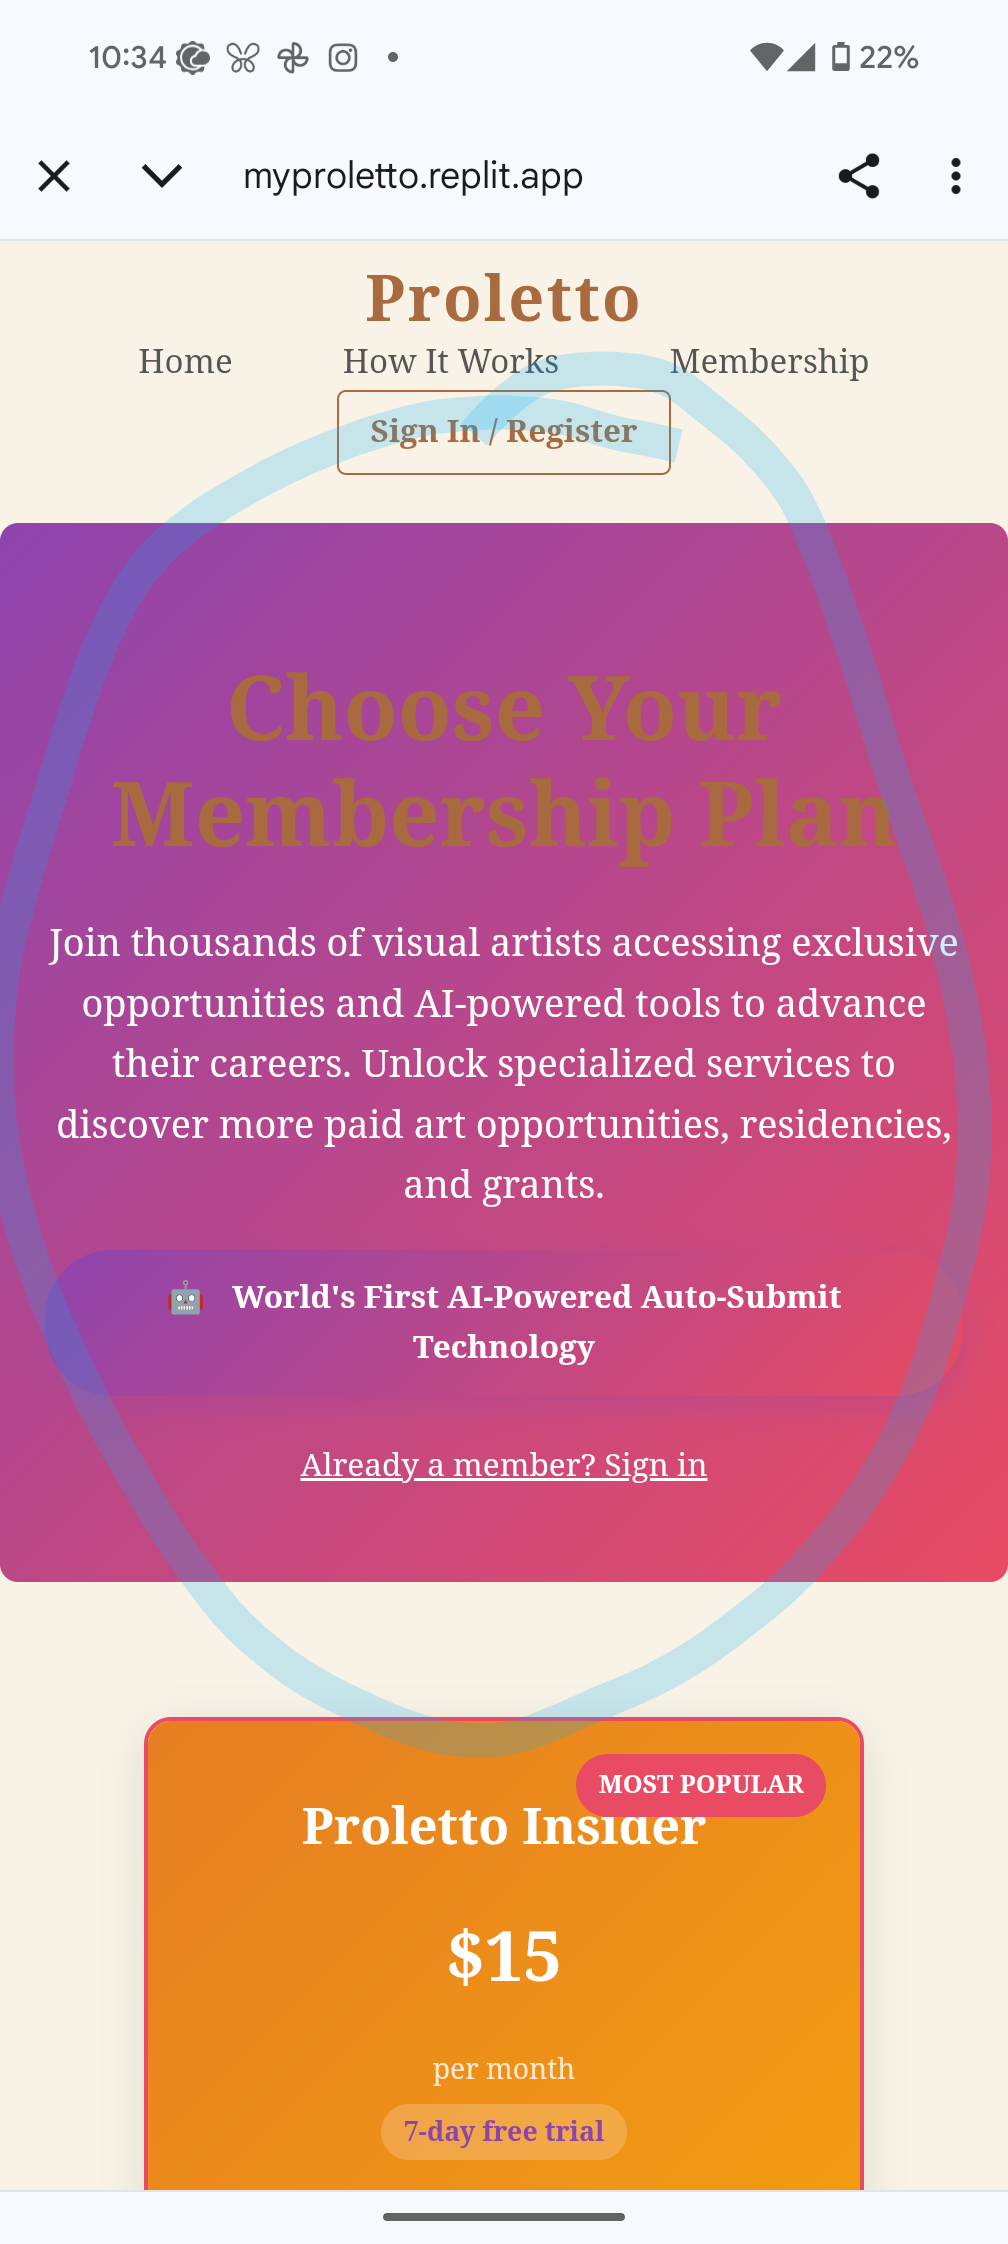 10:34
22%
myproletto.replit.app
Proletto
Home How It Works Membership
Sign In / Register
Choose Your
Membership Plan
Join thousands of visual artists accessing exclusive
opportunities and AI-powered tools to advance
their careers. Unlock specialized services to
discover more paid art opportunities, residencies,
and grants.
🤖 World's First AI-Powered Auto-Submit
Technology
Already a member? Sign in
MOST POPULAR
Proletto Insider
$15
per month
7-day free trial